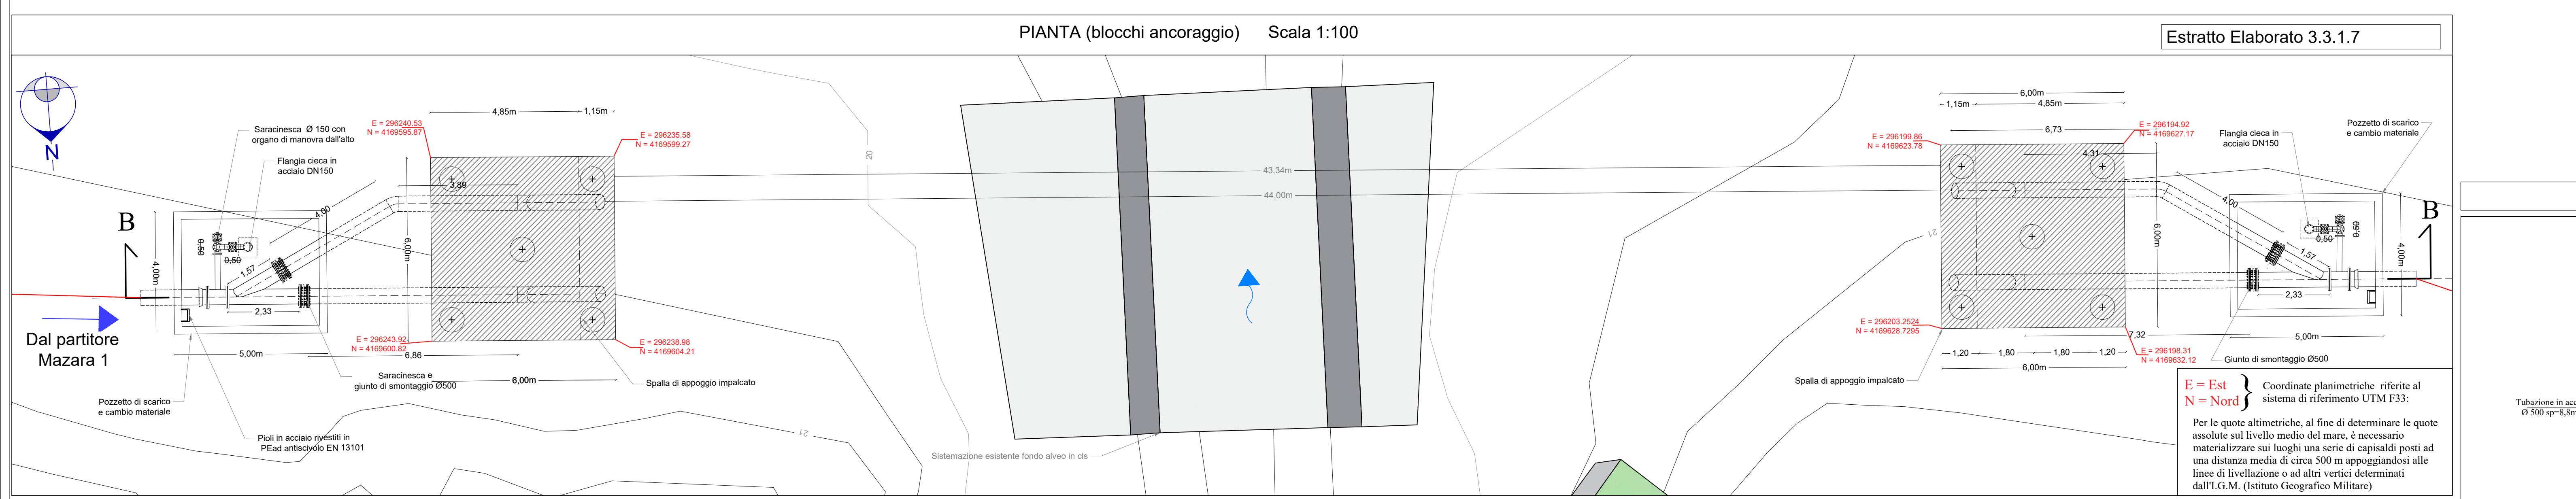 PIANTA (blocchi ancoraggio) Scala 1:100
Estratto Elaborato 3.3.1.7
N
Saracinesca Ø 150 con
organo di manovra dall'alto
Flangia cieca in
acciaio DN150
E = 296240.53
N = 4169595.87
4,85m
1,15m
E = 296235.58
N = 4169599.27
B
4,00m
0,50
0,50
1,57
4,00
2,33
3,89
6,00m
5,00m
6,86
6,00m
E = 296243.92
N = 4169600.82
E = 296238.98
N = 4169604.21
Dal partitore
Mazara 1
Saracinesca e
giunto di smontaggio Ø500
Spalla di appoggio impalcato
Pozzetto di scarico
e cambio materiale
Pioli in acciaio rivestiti in
PEad antiscivolo EN 13101
20
21
43,34m
44,00m
Sistemazione esistente fondo alveo in cls
21
6,00m
1,15m
4,85m
6,73
4,31
E = 296199.86
N = 4169623.78
E = 296194.92
N = 4169627.17
Flangia cieca in
acciaio DN150
Pozzetto di scarico
e cambio materiale
B
4,00
0,50
0,50
1,57
2,33
4,00m
6,00m
7,32
5,00m
E = 296203.2524
N = 4169628.7295
E = 296198.31
N = 4169632.12
1,20
1,80
1,80
1,20
6,00m
Giunto di smontaggio Ø500
Spalla di appoggio impalcato
E = Est
N = Nord
}
Coordinate planimetriche riferite al
sistema di riferimento UTM F33:
Per le quote altimetriche, al fine di determinare le quote
assolute sul livello medio del mare, è necessario
materializzare sui luoghi una serie di capisaldi posti ad
una distanza media di circa 500 m appoggiandosi alle
linee di livellazione o ad altri vertici determinati
dall'I.G.M. (Istituto Geografico Militare)
Tubazione in acc
Ø 500 sp=8,8m